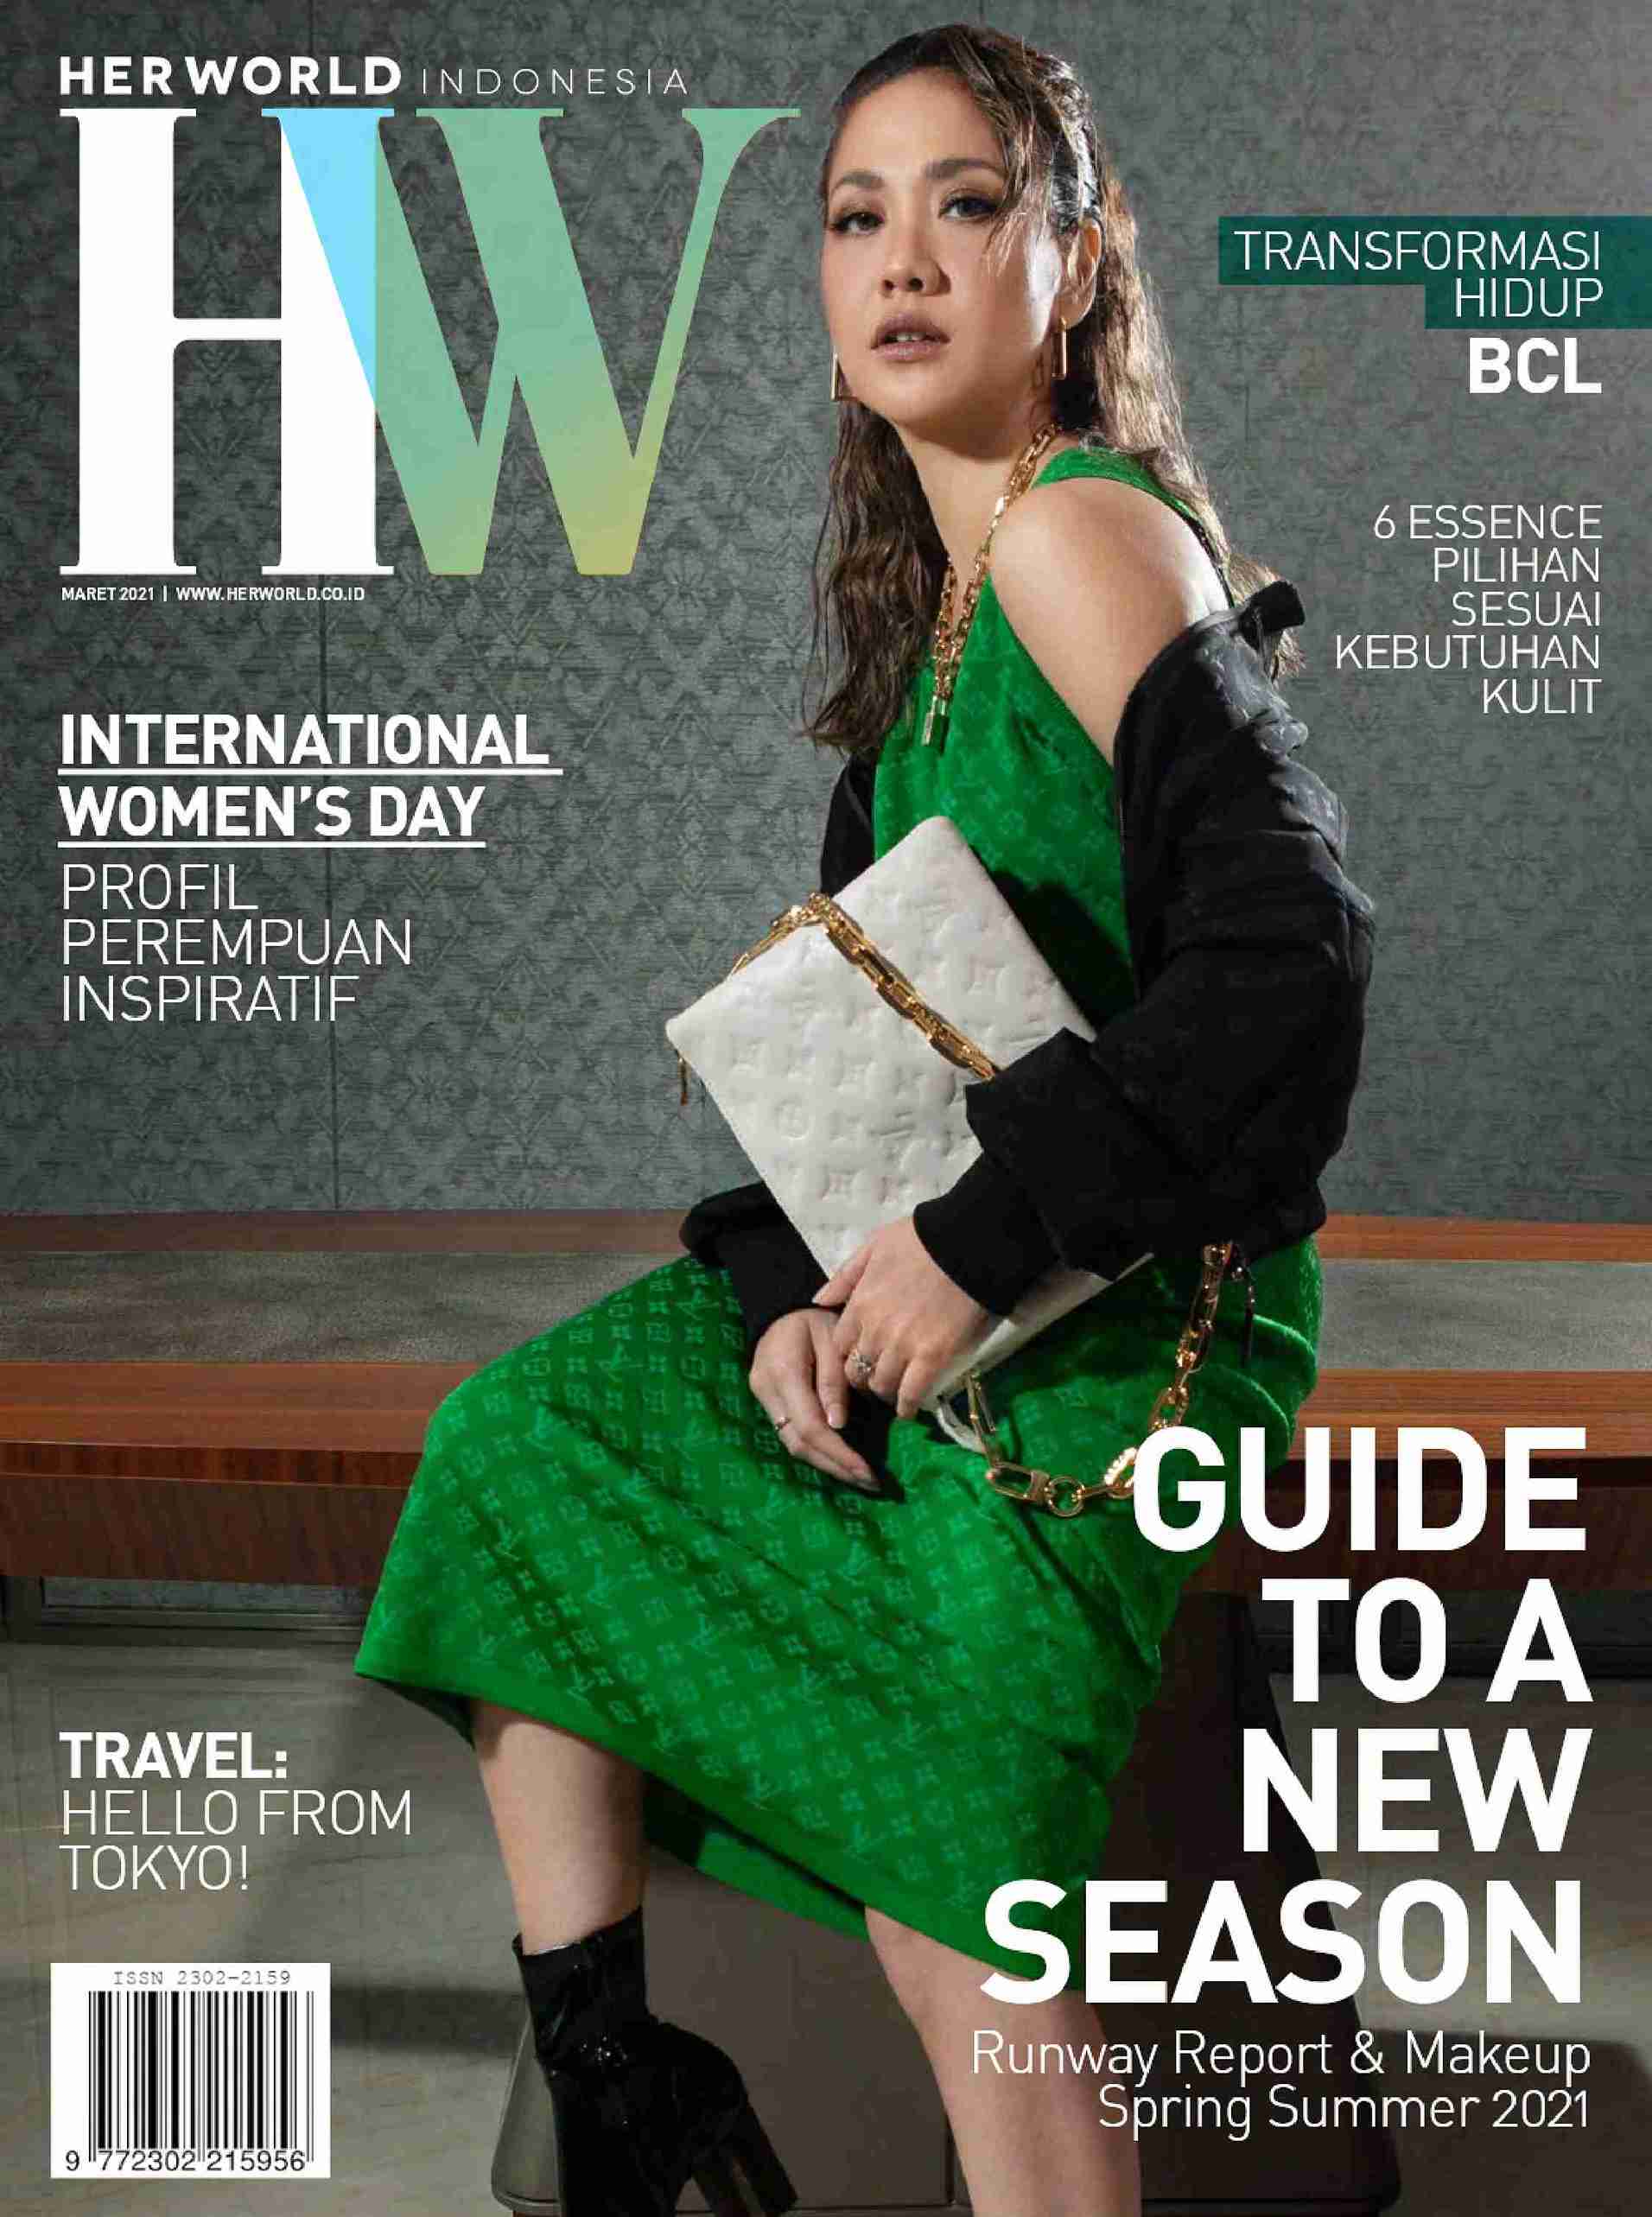 HERWORLD INDONESIA
HW
MARET 2021 | WWW.HERWORLD.CO.ID
TRANSFORMASI
HIDUP
BCL
6 ESSENCE
PILIHAN
SESUAI
KEBUTUHAN
KULIT
INTERNATIONAL
WOMEN'S DAY
PROFIL
PEREMPUAN
INSPIRATIF
GUIDE
TO A
NEW
SEASON
Runway Report & Makeup
Spring Summer 2021
TRAVEL:
HELLO FROM
TOKYO!
ISSN 2302-2159
9 772302 215956